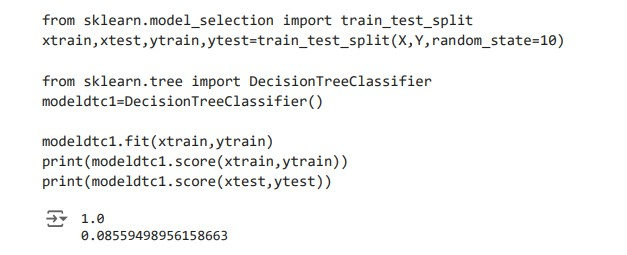 from sklearn.model_selection import train_test_split
xtrain,xtest,ytrain,ytest=train_test_split(X,Y,random_state=10)
from sklearn.tree import DecisionTreeClassifier
modeldtc1=DecisionTreeClassifier()
modeldtc1.fit(xtrain,ytrain)
print(modeldtc1.score(xtrain,ytrain))
print(modeldtc1.score(xtest,ytest))
1.0
0.08559498956158663